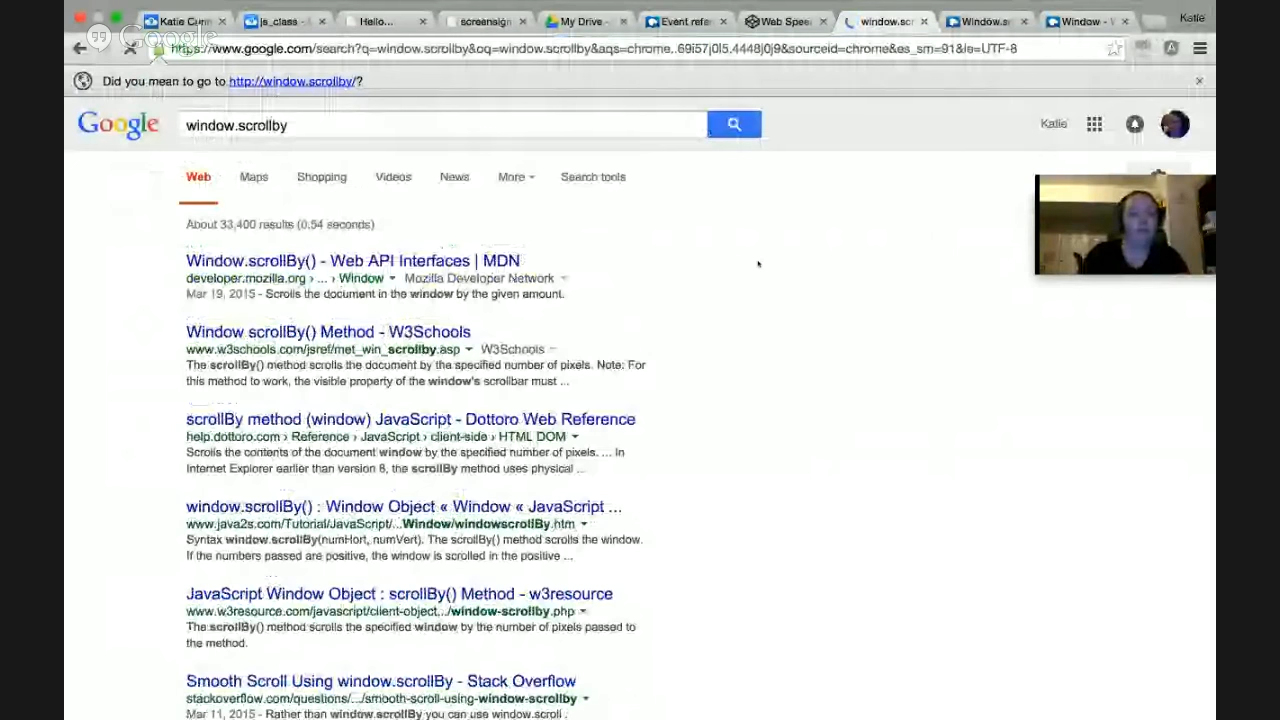 Katie Cunn
js_class -
Hello...
screensign
My Drive -
Event refe
Web Spee
window.scr
Window.sc
Window - W
Katie
Google
https://www.google.com/search?q=window.scrollby&oq=window.scrollby&aqs=chrome..69i57j0l5.4448j0j9&sourceid=chrome&es_sm=91&ie=UTF-8
Did you mean to go to http://window.scrollby/?
Google
window.scrollby
Katie
Web Maps Shopping Videos News More Search tools
About 33,400 results (0.54 seconds)
Window.scrollBy() - Web API Interfaces | MDN
developer.mozilla.org › ... › Window Mozilla Developer Network
Mar 19, 2015 - Scrolls the document in the window by the given amount.
Window scrollBy() Method - W3Schools
www.w3schools.com/jsref/met_win_scrollby.asp W3Schools
The scrollBy() method scrolls the document by the specified number of pixels. Note: For
this method to work, the visible property of the window's scrollbar must ...
scrollBy method (window) JavaScript - Dottoro Web Reference
help.dottoro.com › Reference › JavaScript › client-side › HTML DOM
Scrolls the contents of the document window by the specified number of pixels. ... In
Internet Explorer earlier than version 8, the scrollBy method uses physical ...
window.scrollBy() : Window Object « Window « JavaScript ...
www.java2s.com/Tutorial/JavaScript/...Window/windowscrollBy.htm
Syntax window.scrollBy(numHort, numVert). The scrollBy() method scrolls the window.
If the numbers passed are positive, the window is scrolled in the positive ...
JavaScript Window Object : scrollBy() Method - w3resource
www.w3resource.com/javascript/client-object.../window-scrollby.php
The scrollBy() method scrolls the specified window by the number of pixels passed to
the method.
Smooth Scroll Using window.scrollBy - Stack Overflow
stackoverflow.com/questions/.../smooth-scroll-using-window-scrollby
Mar 11, 2015 - Rather than window.scrollBy you can use window.scroll .